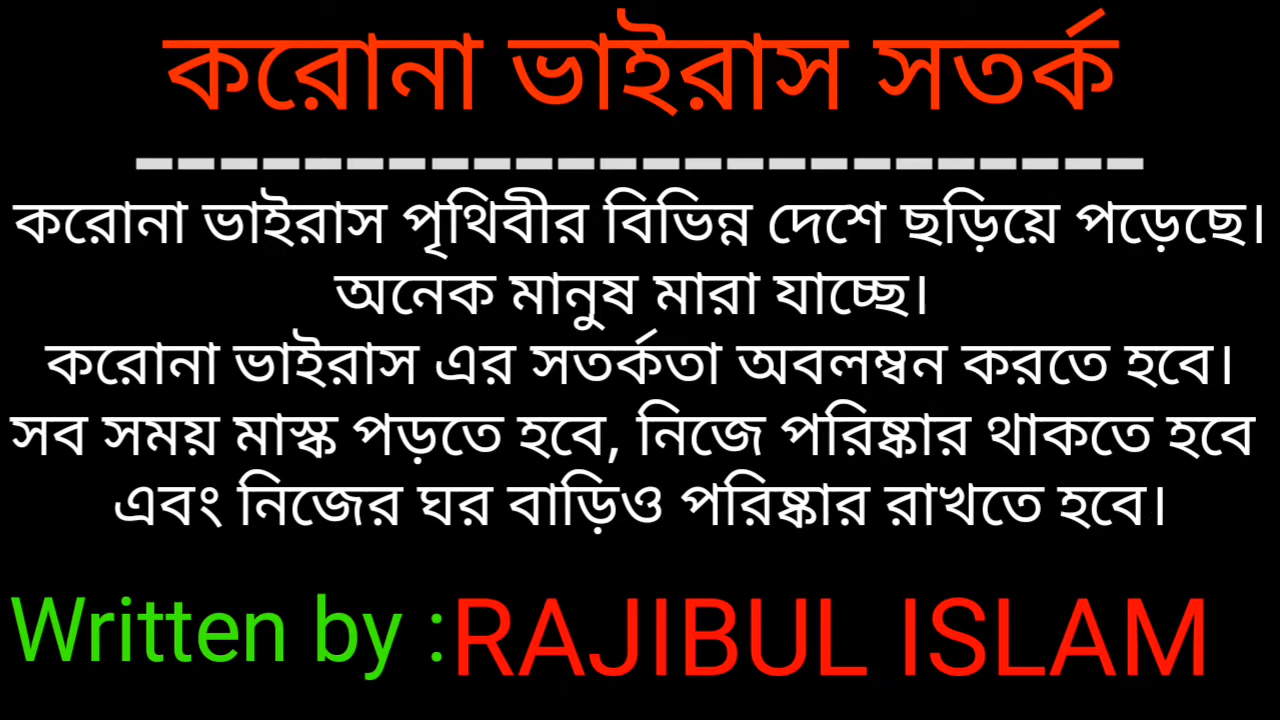 করোনা ভাইরাস সতর্ক
------------------------
করোনা ভাইরাস পৃথিবীর বিভিন্ন দেশে ছড়িয়ে পড়েছে।
অনেক মানুষ মারা যাচ্ছে।
করোনা ভাইরাস এর সতর্কতা অবলম্বন করতে হবে।
সব সময় মাস্ক পড়তে হবে, নিজে পরিষ্কার থাকতে হবে
এবং নিজের ঘর বাড়িও পরিষ্কার রাখতে হবে।
Written by :RAJIBUL ISLAM